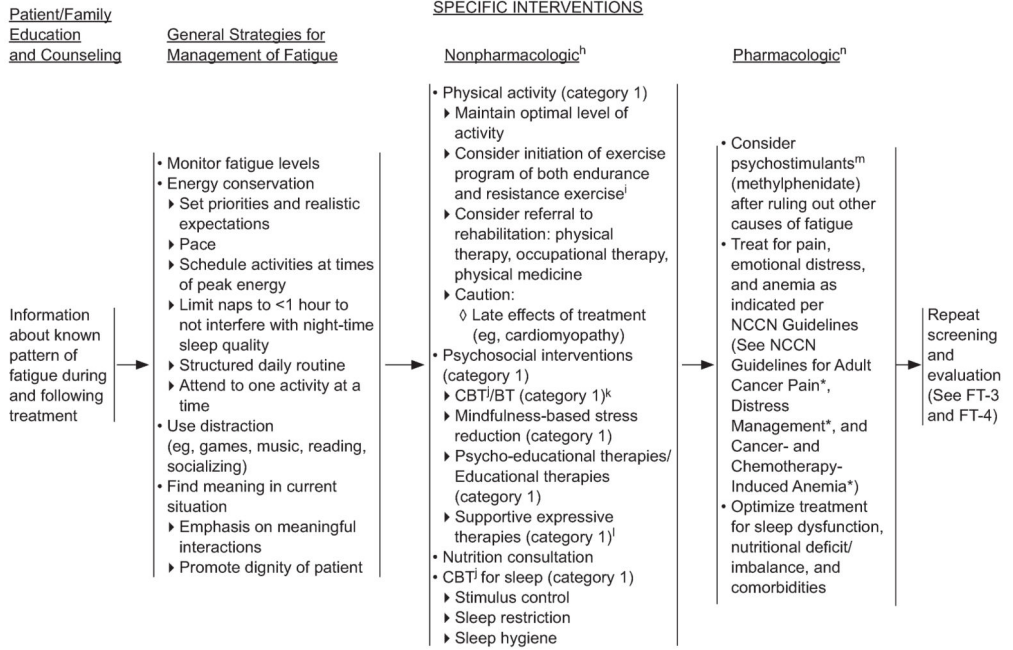 Patient/Family
Education
and Counseling
General Strategies for
Management of Fatigue
SPECIFIC INTERVENTIONS
Nonpharmacologicʰ
Pharmacologicⁿ
Information
about known
pattern of
fatigue during
and following
treatment
• Monitor fatigue levels
• Energy conservation
‣ Set priorities and realistic
expectations
‣ Pace
‣ Schedule activities at times
of peak energy
‣ Limit naps to <1 hour to
not interfere with night-time
sleep quality
‣ Structured daily routine
‣ Attend to one activity at a
time
• Use distraction
(eg, games, music, reading,
socializing)
• Find meaning in current
situation
‣ Emphasis on meaningful
interactions
‣ Promote dignity of patient
• Physical activity (category 1)
‣ Maintain optimal level of
activity
‣ Consider initiation of exercise
program of both endurance
and resistance exerciseⁱ
‣ Consider referral to
rehabilitation: physical
therapy, occupational therapy,
physical medicine
‣ Caution:
◊ Late effects of treatment
(eg, cardiomyopathy)
• Psychosocial interventions
(category 1)
‣ CBTʲ/BT (category 1)ᵏ
‣ Mindfulness-based stress
reduction (category 1)
‣ Psycho-educational therapies/
Educational therapies
(category 1)
‣ Supportive expressive
therapies (category 1)ˡ
• Nutrition consultation
• CBTʲ for sleep (category 1)
‣ Stimulus control
‣ Sleep restriction
‣ Sleep hygiene
• Consider
psychostimulantsᵐ
(methylphenidate)
after ruling out other
causes of fatigue
• Treat for pain,
emotional distress,
and anemia as
indicated per
NCCN Guidelines
(See NCCN
Guidelines for Adult
Cancer Pain*,
Distress
Management*, and
Cancer- and
Chemotherapy-
Induced Anemia*)
• Optimize treatment
for sleep dysfunction,
nutritional deficit/
imbalance, and
comorbidities
Repeat
screening
and
evaluation
(See FT-3
and FT-4)